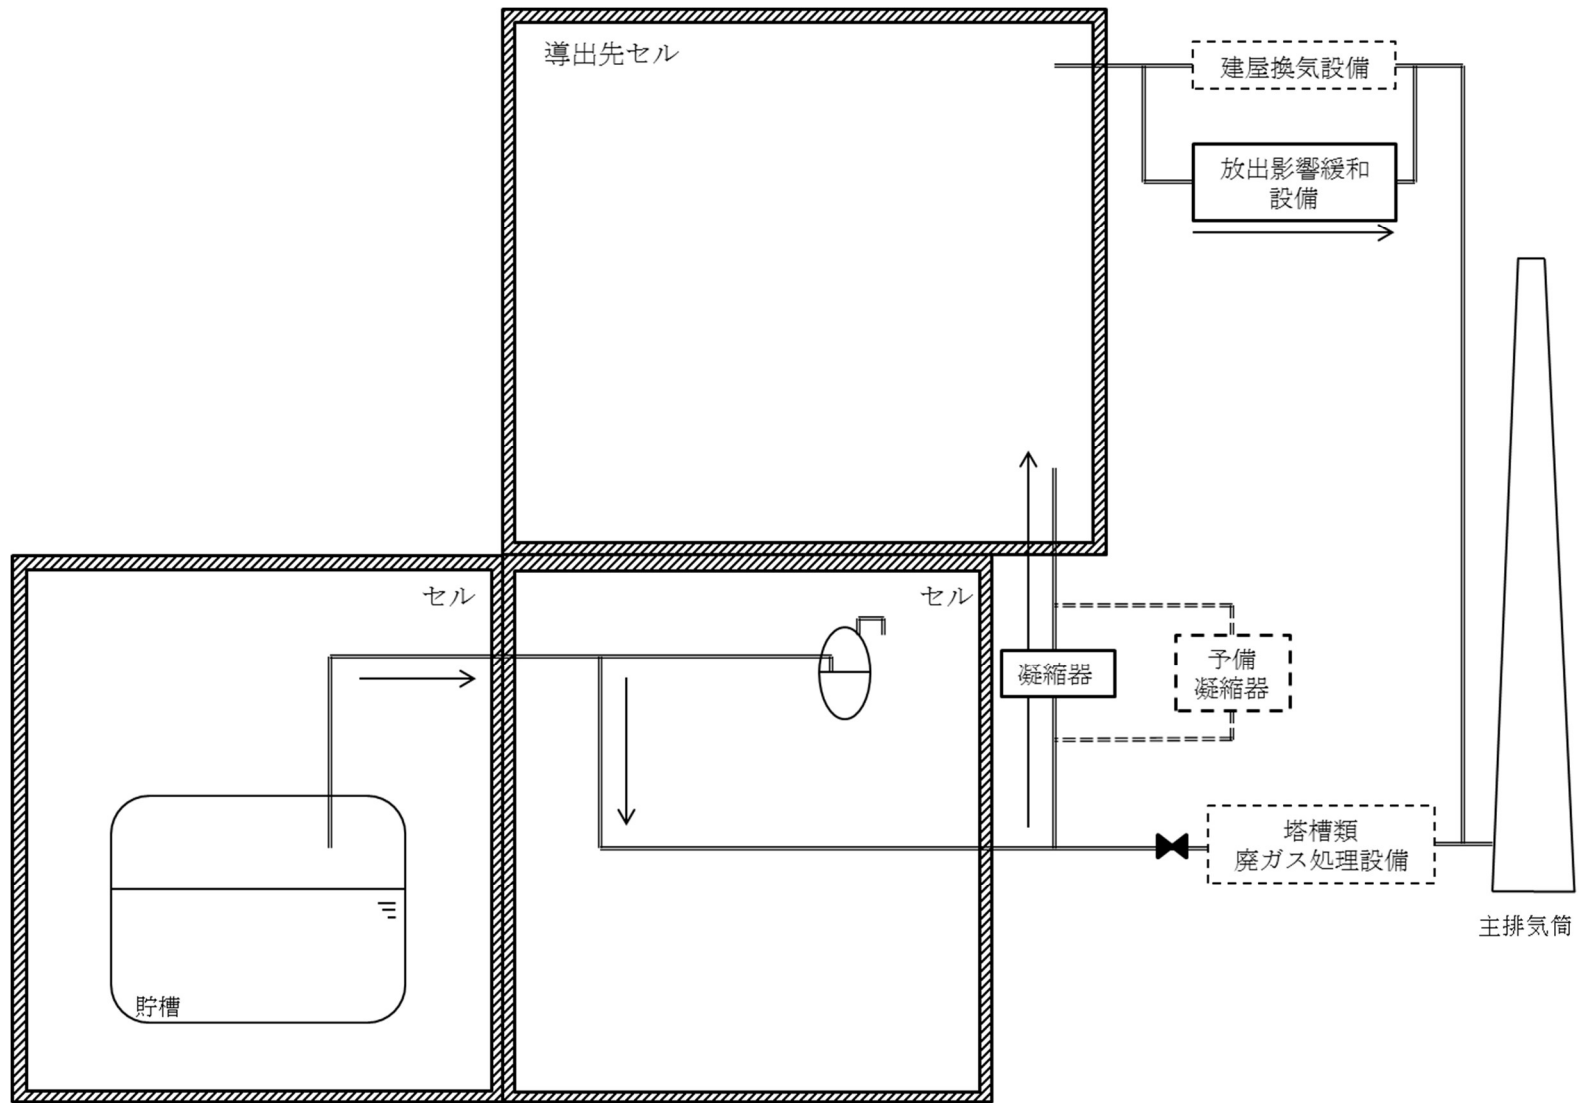 導出先セル
建屋換気設備
放出影響緩和
設備
セル
セル
凝縮器
予備
凝縮器
塔槽類
廃ガス処理設備
主排気筒
貯槽